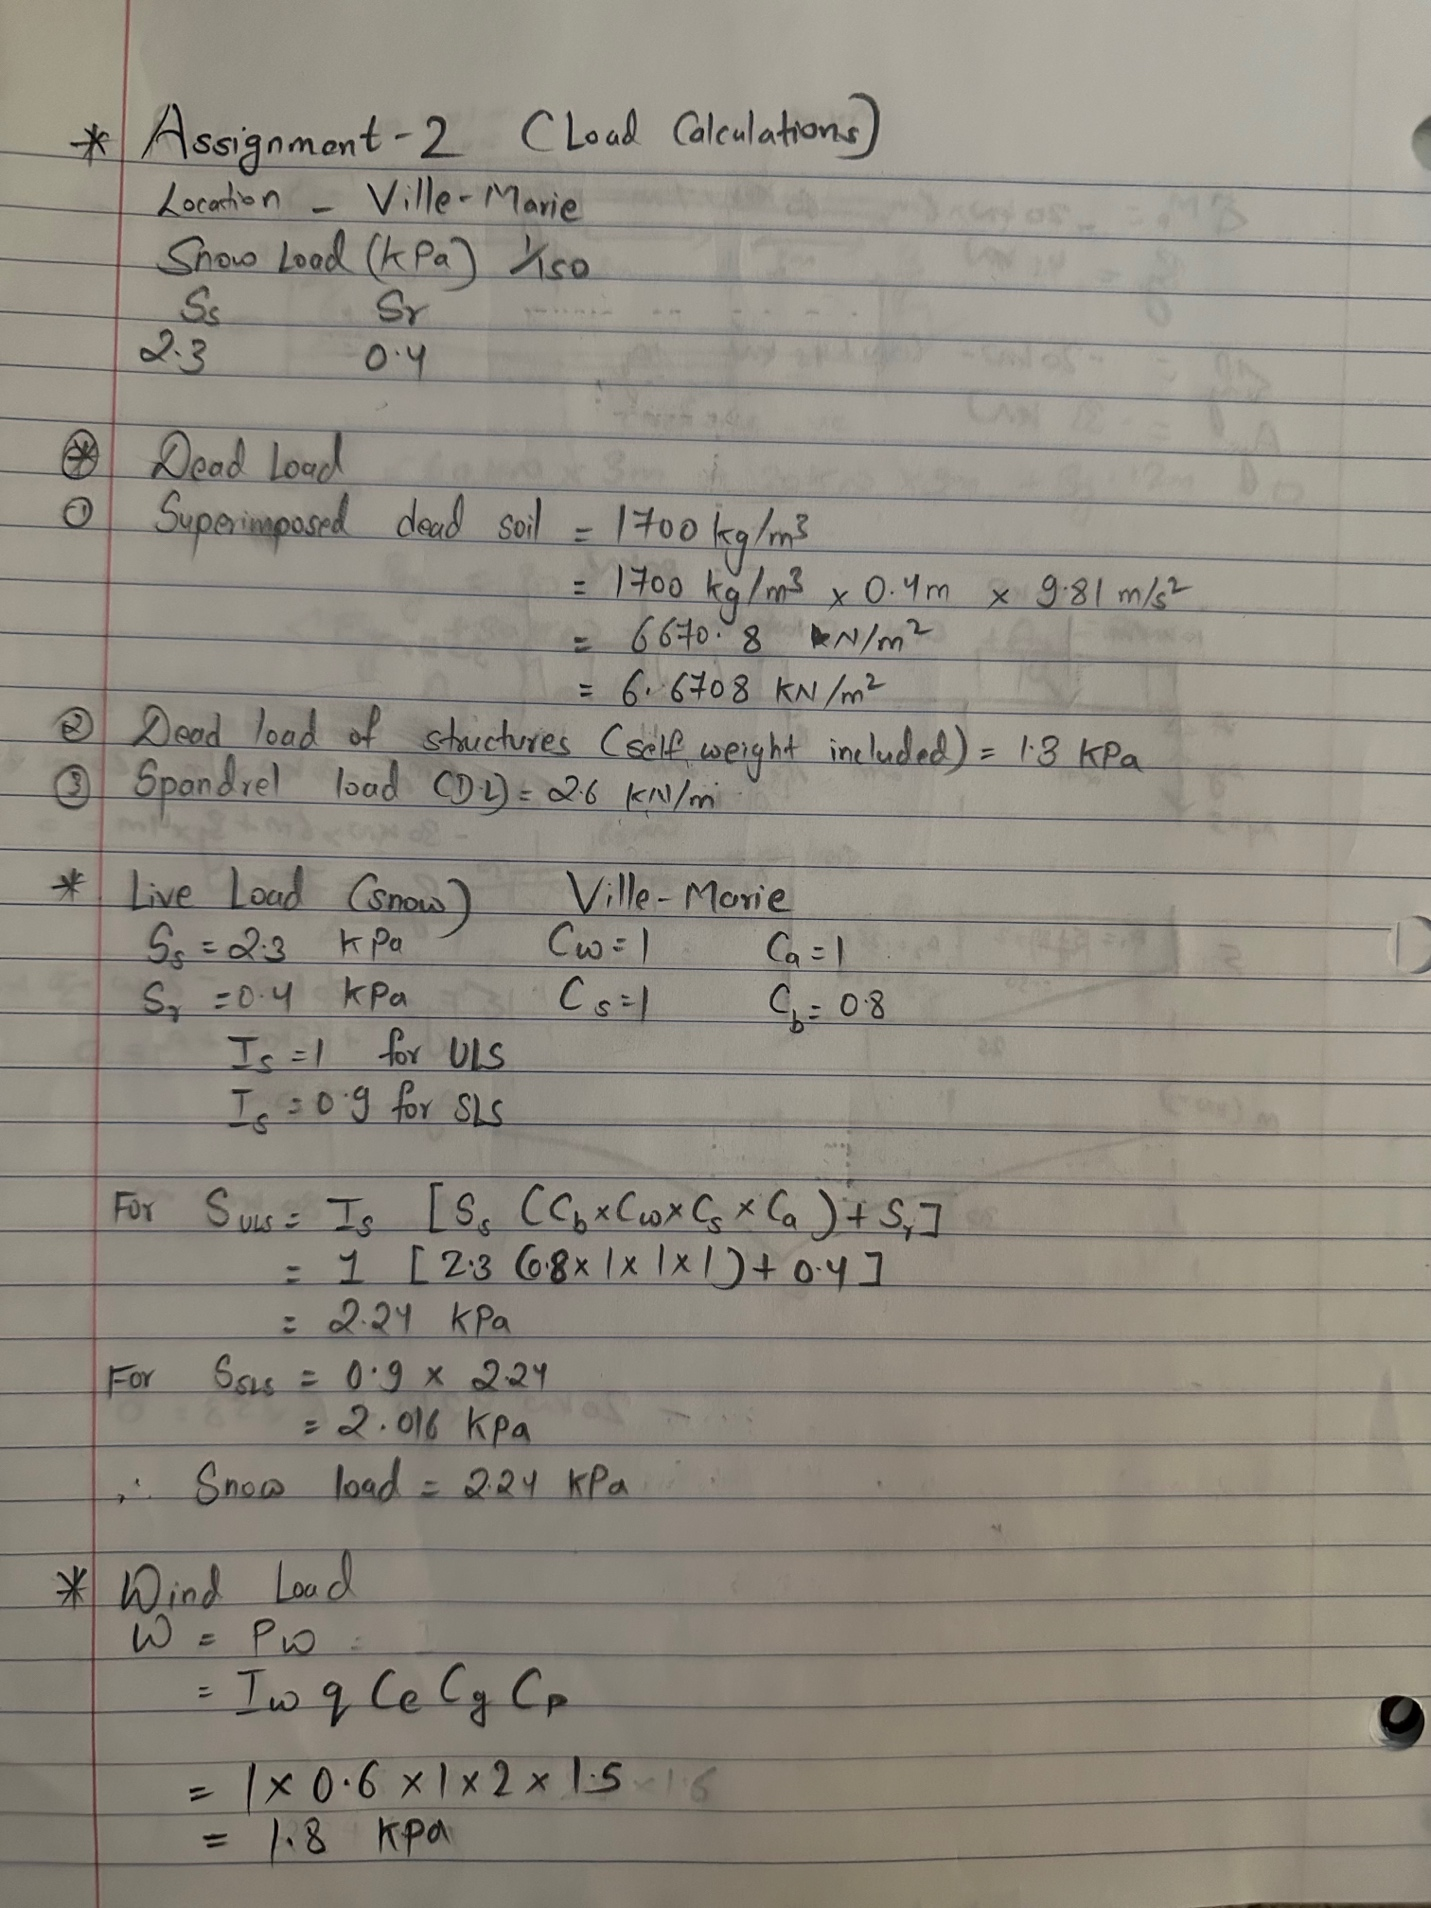 * Assignment-2 (Load Calculations)
Location - Ville-Marie
Snow Load (kPa) 1/50
Ss Sr
2.3 0.4
* Dead Load
① Superimposed dead soil = 1700 kg/m³
= 1700 kg/m³ x 0.4m x 9.81 m/s²
= 6670.8 N/m²
= 6.6708 KN/m²
② Dead load of structures (self weight included) = 1.3 KPa
③ Spandrel load (D.L) = 2.6 KN/m
* Live Load (snow) Ville-Marie
Ss = 2.3 kPa Cw=1 Ca=1
Sr = 0.4 kPa Cs=1 Cb= 0.8
Is =1 for ULS
Is =0.9 for SLS
For SULS = Is [Ss (Cb×Cw×Cs×Ca)+Sr]
= 1 [2.3 (0.8×1×1×1)+0.4]
= 2.24 KPa
For SSLS = 0.9 × 2.24
= 2.016 KPa
∴ Snow load = 2.24 KPa
* Wind Load
W = Pw
= Iw q Ce Cg Cp
= 1×0.6×1×2×1.5
= 1.8 KPa